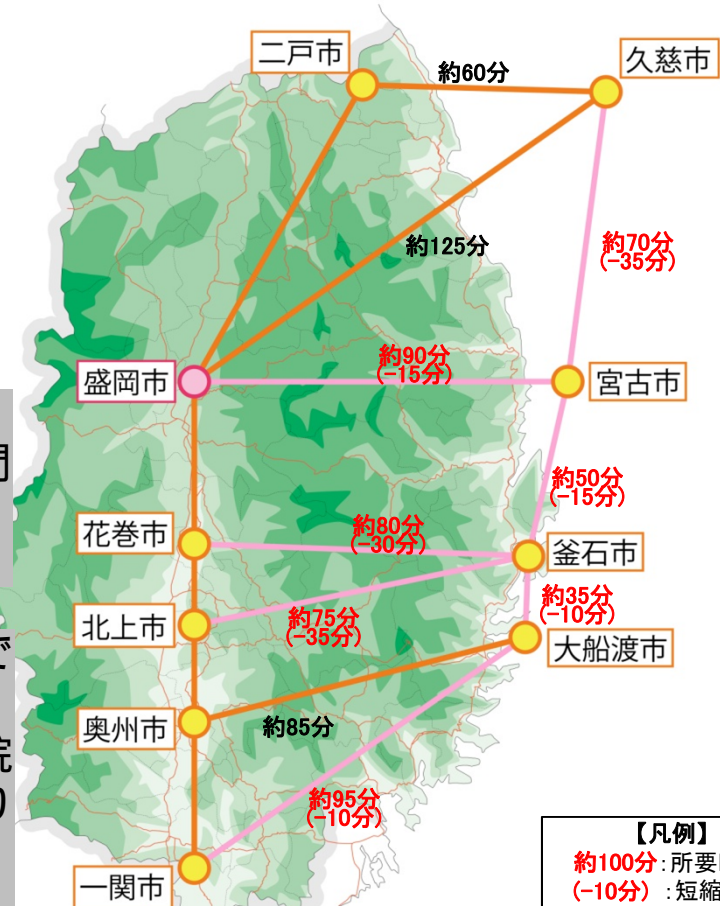 二戸市
約60分
久慈市
約125分
約70分
(-35分)
約90分
(-15分)
盛岡市
宮古市
約50分
(-15分)
花巻市
約80分
(-30分)
釜石市
約35分
(-10分)
北上市
約75分
(-35分)
大船渡市
奥州市
約85分
約95分
(-10分)
一関市
【凡例】
約100分:所要
(-10分) :短縮